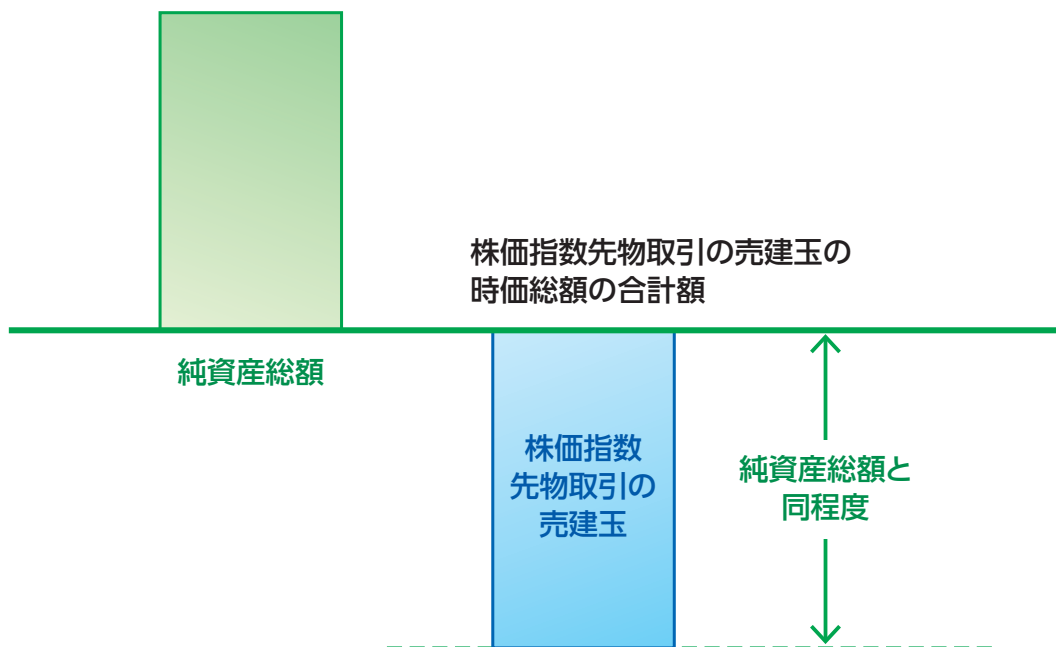 株価指数先物取引の売建玉の
時価総額の合計額
純資産総額
株価指数
先物取引の
売建玉
純資産総額と
同程度